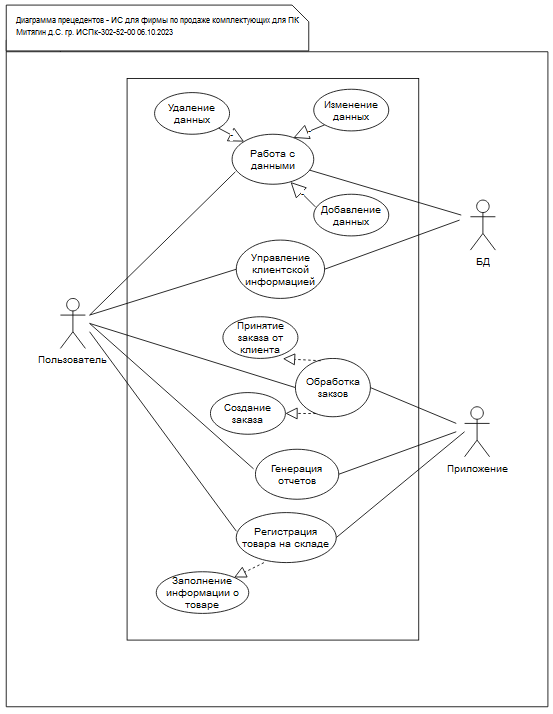 Диаграмма прецедентов - ИС для фирмы по продаже комплектующих для ПК
Митягин д.С. гр. ИСПк-302-52-00 06.10.2023
Удаление
данных
Изменение
данных
Работа с
данными
Добавление
данных
БД
Управление
клиентской
информацией
Пользователь
Принятие
заказа от
клиента
Обработка
закзов
Создание
заказа
Приложение
Генерация
отчетов
Регистрация
товара на складе
Заполнение
информации о
товаре